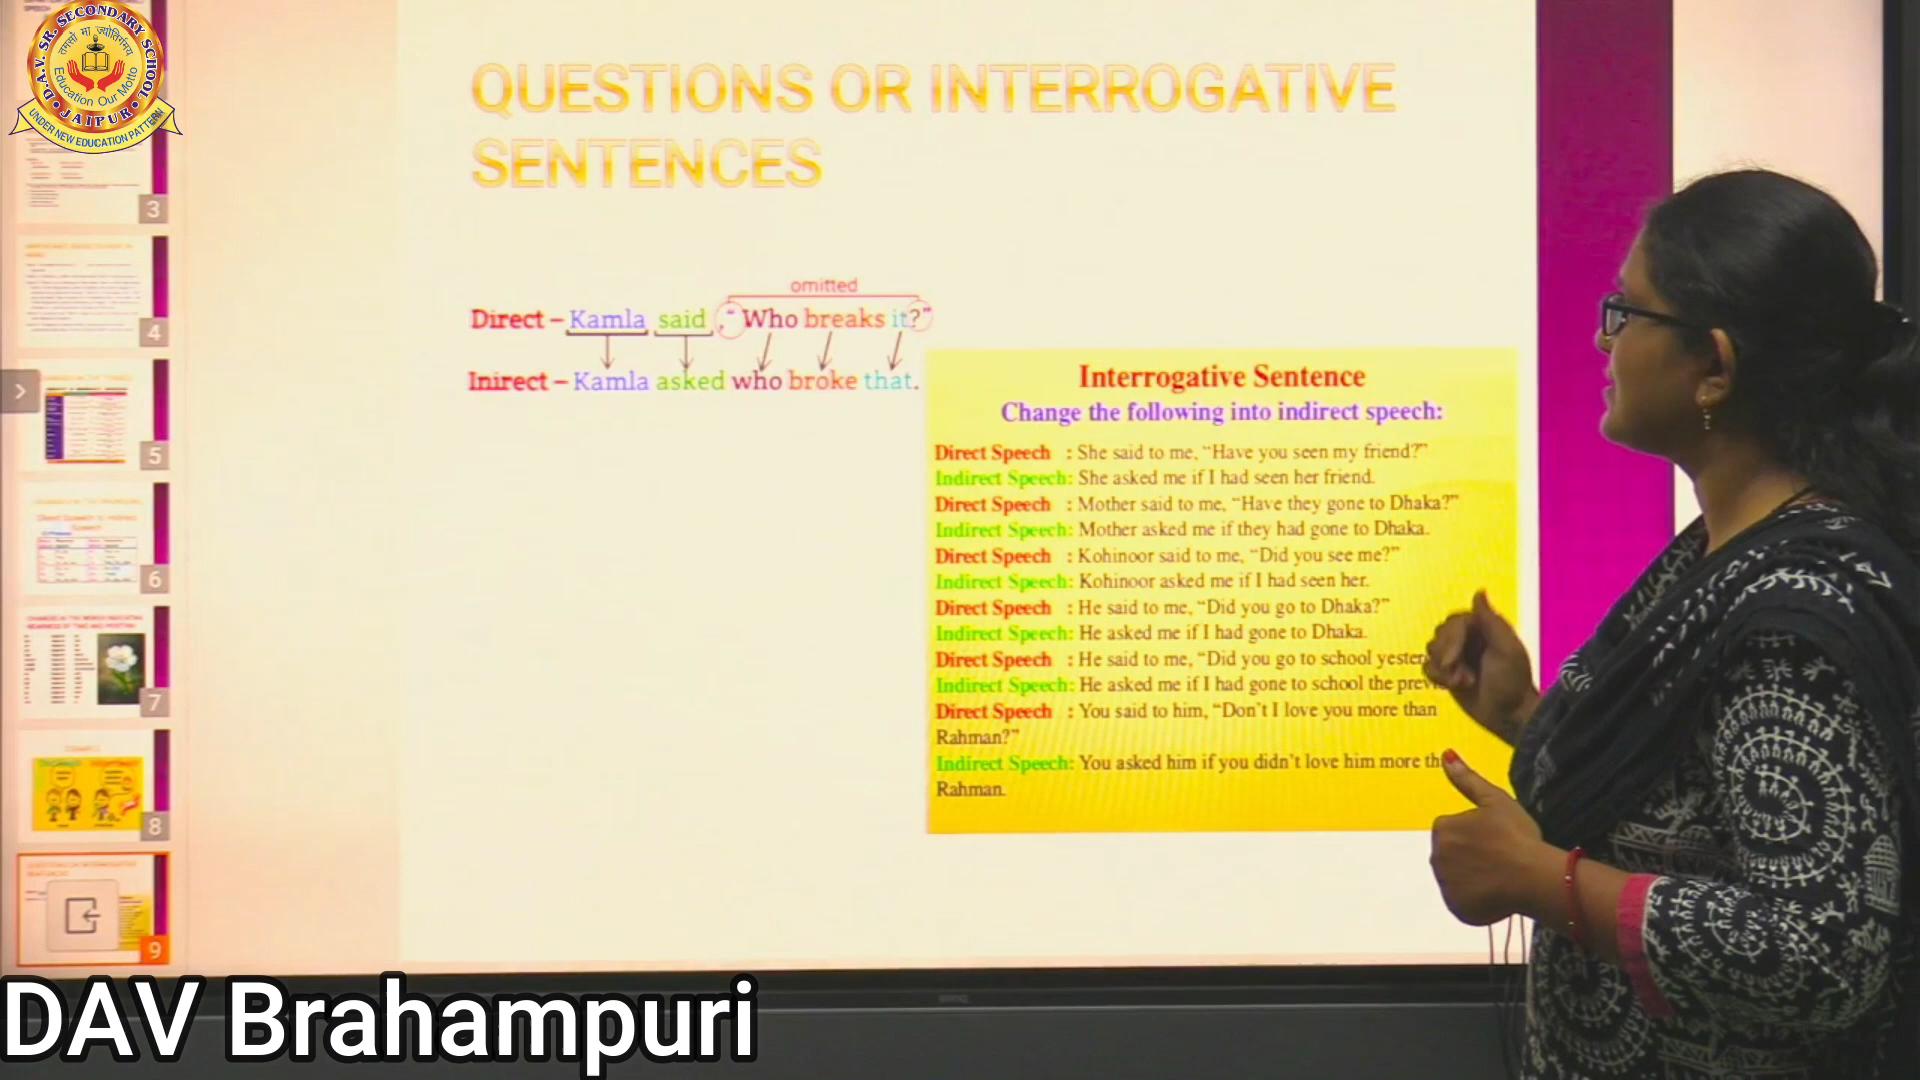 D.A.V. SR. SECONDARY SCHOOL
तमसो मा ज्योतिर्गमय
Education Our Motto
JAIPUR
UNDER NEW EDUCATION PATTERN
QUESTIONS OR INTERROGATIVE
SENTENCES
omitted
Direct – Kamla said ," Who breaks it?"
Inirect – Kamla asked who broke that.
Interrogative Sentence
Change the following into indirect speech:
Direct Speech : She said to me, “Have you seen my friend?”
Indirect Speech: She asked me if I had seen her friend.
Direct Speech : Mother said to me, “Have they gone to Dhaka?”
Indirect Speech: Mother asked me if they had gone to Dhaka.
Direct Speech : Kohinoor said to me, “Did you see me?”
Indirect Speech: Kohinoor asked me if I had seen her.
Direct Speech : He said to me, “Did you go to Dhaka?”
Indirect Speech: He asked me if I had gone to Dhaka.
Direct Speech : He said to me, “Did you go to school
Indirect Speech: He asked me if I had gone to school the
Direct Speech : You said to him, “Don’t I love you more than
Rahman?”
Indirect Speech: You asked him if you didn’t love him more
Rahman.
3
4
5
6
7
8
9
DAV Brahampuri